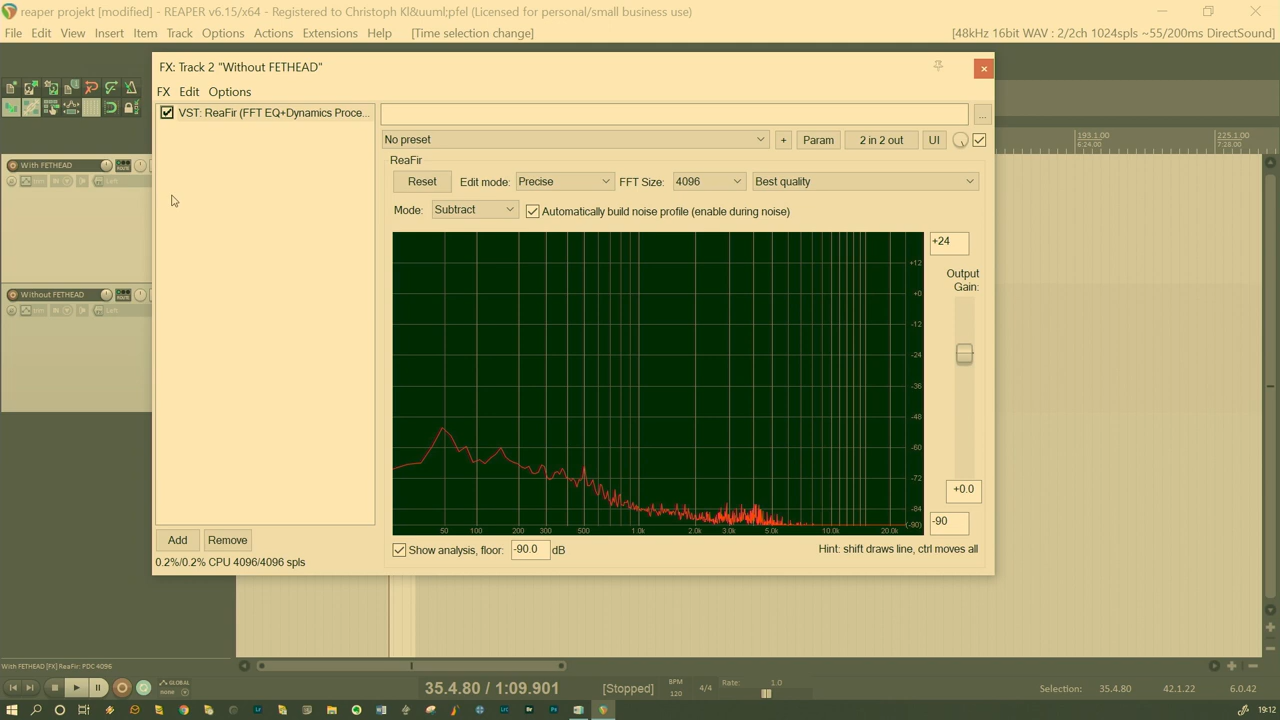 reaper projekt [modified] - REAPER v6.15/x64 - Registered to Christoph Kl&uuml;pfel (Licensed for personal/small business use)
File Edit View Insert Item Track Options Actions Extensions Help [Time selection change] [48kHz 16bit WAV : 2/2ch 1024spls ~55/200ms DirectSound]
FX: Track 2 "Without FETHEAD"
FX Edit Options
VST: ReaFir (FFT EQ+Dynamics Proce...
...
No preset + Param 2 in 2 out UI
193.1.00 225.1.00
6:24.00 7:28.00
ReaFir
With FETHEAD ROUTE
Reset Edit mode: Precise FFT Size: 4096 Best quality
Left
Mode: Subtract Automatically build noise profile (enable during noise)
+24
+12
Output
Gain:
Without FETHEAD ROUTE
+0
Left
-12
-24
-36
-48
-60
-72
+0.0
-84
(-90) -90
50 100 200 300 500 1.0k 2.0k 3.0k 5.0k 10.0k 20.0k
Add Remove
Show analysis, floor: -90.0 dB Hint: shift draws line, ctrl moves all
0.2%/0.2% CPU 4096/4096 spls
With FETHEAD [FX] ReaFir: PDC 4096
GLOBAL
NONE
35.4.80 / 1:09.901 [Stopped] BPM 120 4/4 Rate: 1.0 Selection: 35.4.80 42.1.22 6.0.42
19:12